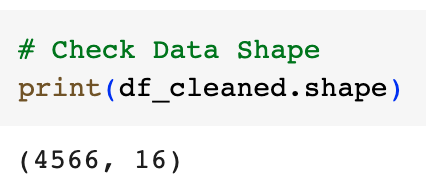 # Check Data Shape
print(df_cleaned.shape)
(4566, 16)